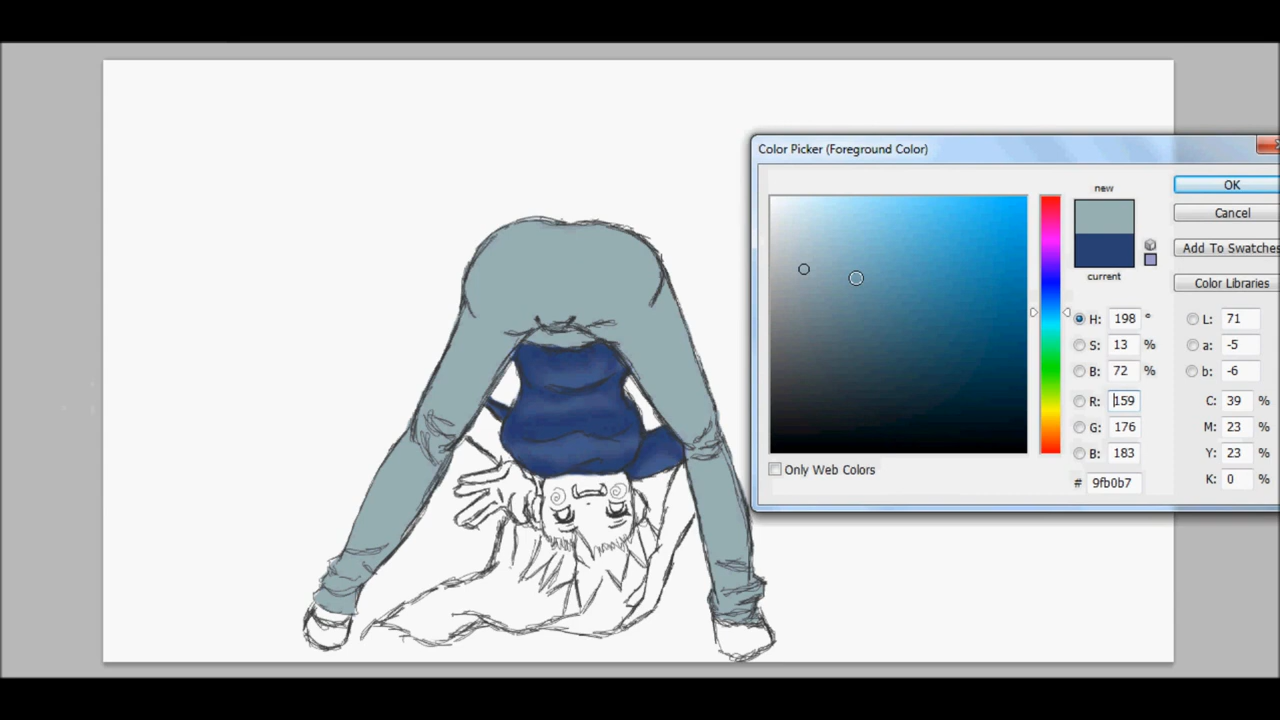 Color Picker (Foreground Color)
new
current
OK
Cancel
Add To Swatches
Color Libraries
H: 198 °
S: 13 %
B: 72 %
R: 159
G: 176
B: 183
# 9fb0b7
L: 71
a: -5
b: -6
C: 39 %
M: 23 %
Y: 23 %
K: 0 %
Only Web Colors